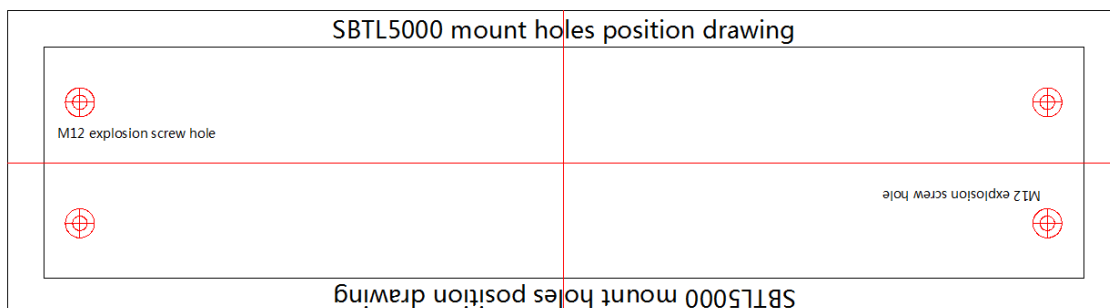 SBTL5000 mount holes position drawing
M12 explosion screw hole
M12 explosion screw hole
SBTL5000 mount holes position drawing